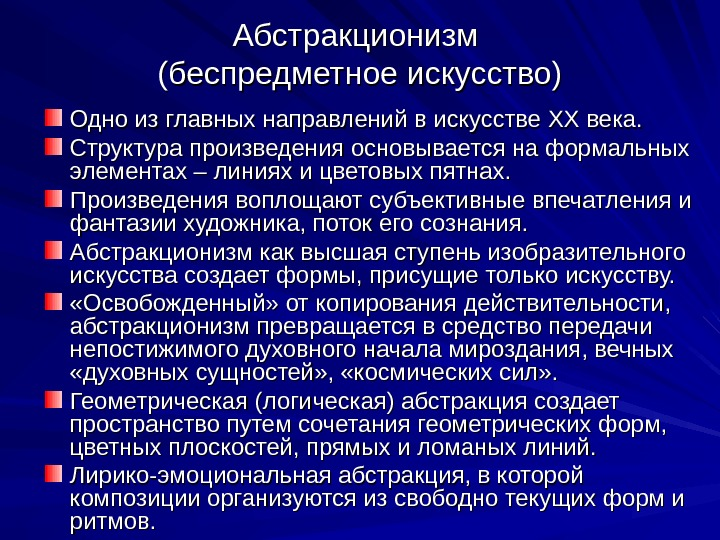 Абстракционизм
(беспредметное искусство)
Одно из главных направлений в искусстве XX века.
Структура произведения основывается на формальных
элементах – линиях и цветовых пятнах.
Произведения воплощают субъективные впечатления и
фантазии художника, поток его сознания.
Абстракционизм как высшая ступень изобразительного
искусства создает формы, присущие только искусству.
«Освобожденный» от копирования действительности,
абстракционизм превращается в средство передачи
непостижимого духовного начала мироздания, вечных
«духовных сущностей», «космических сил».
Геометрическая (логическая) абстракция создает
пространство путем сочетания геометрических форм,
цветных плоскостей, прямых и ломаных линий.
Лирико-эмоциональная абстракция, в которой
композиции организуются из свободно текущих форм и
ритмов.